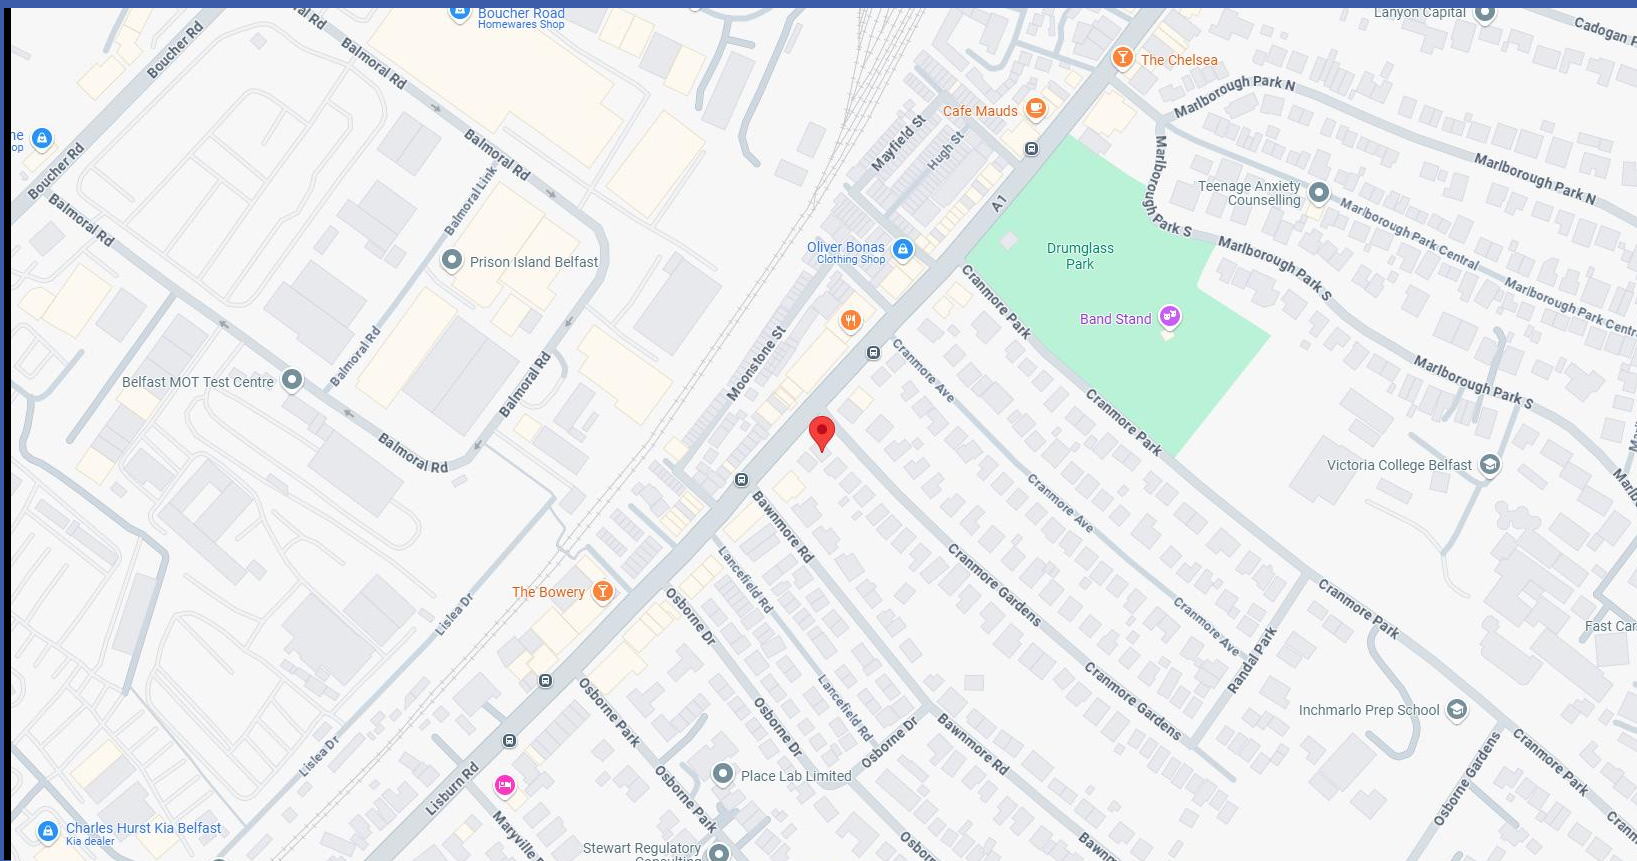 Boucher Road
Homewares Shop
Lanyon Capital
Cadogan
Boucher Rd
Balmoral Rd
The Chelsea
Marlborough Park N
Cafe Mauds
Mayfield St
Hugh St
Balmoral Rd
Boucher Rd
Marlborough Park S
Marlborough Park N
Teenage Anxiety
Counselling
Balmoral Link
A1
Balmoral Rd
Marlborough Park Central
Oliver Bonas
Clothing Shop
Drumglass
Park
Prison Island Belfast
Marlborough Park S
Cranmore Park
Band Stand
Marlborough Park
Balmoral Rd
Moonstone St
Cranmore Ave
Belfast MOT Test Centre
Balmoral Rd
Marlborough Park S
Cranmore Park
Balmoral Rd
Victoria College Belfast
Cranmore Ave
Bawnmore Rd
Cranmore Gardens
Lancefield Rd
The Bowery
Osborne Dr
Lislea Dr
Cranmore Park
Cranmore Ave
Randal Park
Fast
Cranmore Gardens
Lancefield Rd
Osborne Park
Osborne Dr
Inchmarlo Prep School
Osborne Dr
Bawnmore Rd
Lislea Dr
Cranmore Park
Place Lab Limited
Osborne Gardens
Lisburn Rd
Osborne Park
Charles Hurst Kia Belfast
Kia dealer
Maryville
Stewart Regulatory
Consulting